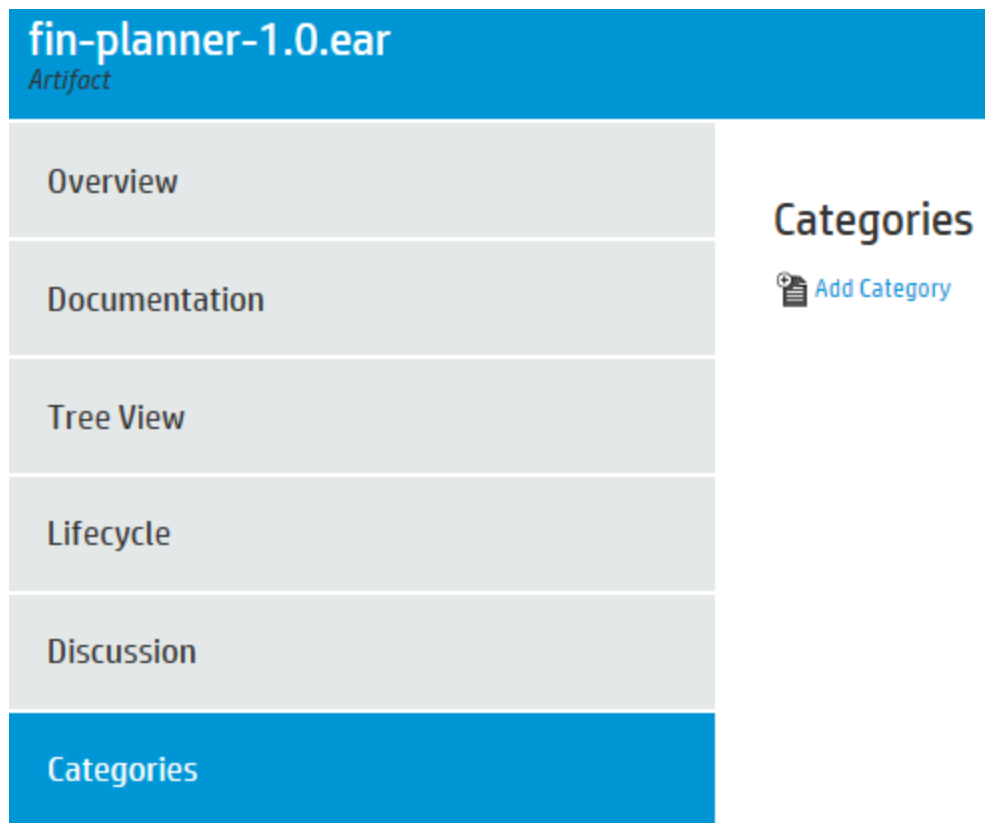 fin-planner-1.0.ear
Artifact
Overview
Documentation
Tree View
Lifecycle
Discussion
Categories
Categories
Add Category